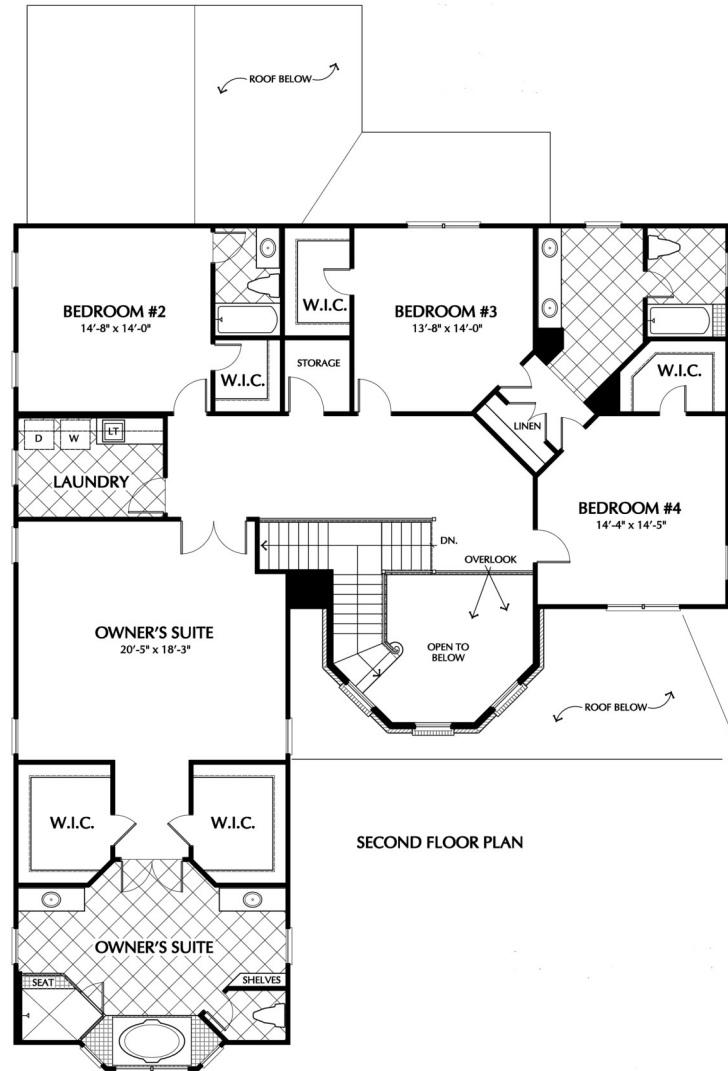 ROOF BELOW
BEDROOM #2
14'-8" x 14'-0"
W.I.C.
BEDROOM #3
13'-8" x 14'-0"
W.I.C.
STORAGE
W.I.C.
LINEN
D
W
LT
LAUNDRY
BEDROOM #4
14'-4" x 14'-5"
DN.
OVERLOOK
OWNER'S SUITE
20'-5" x 18'-3"
OPEN TO
BELOW
ROOF BELOW
W.I.C.
W.I.C.
SECOND FLOOR PLAN
OWNER'S SUITE
SEAT
SHELVES